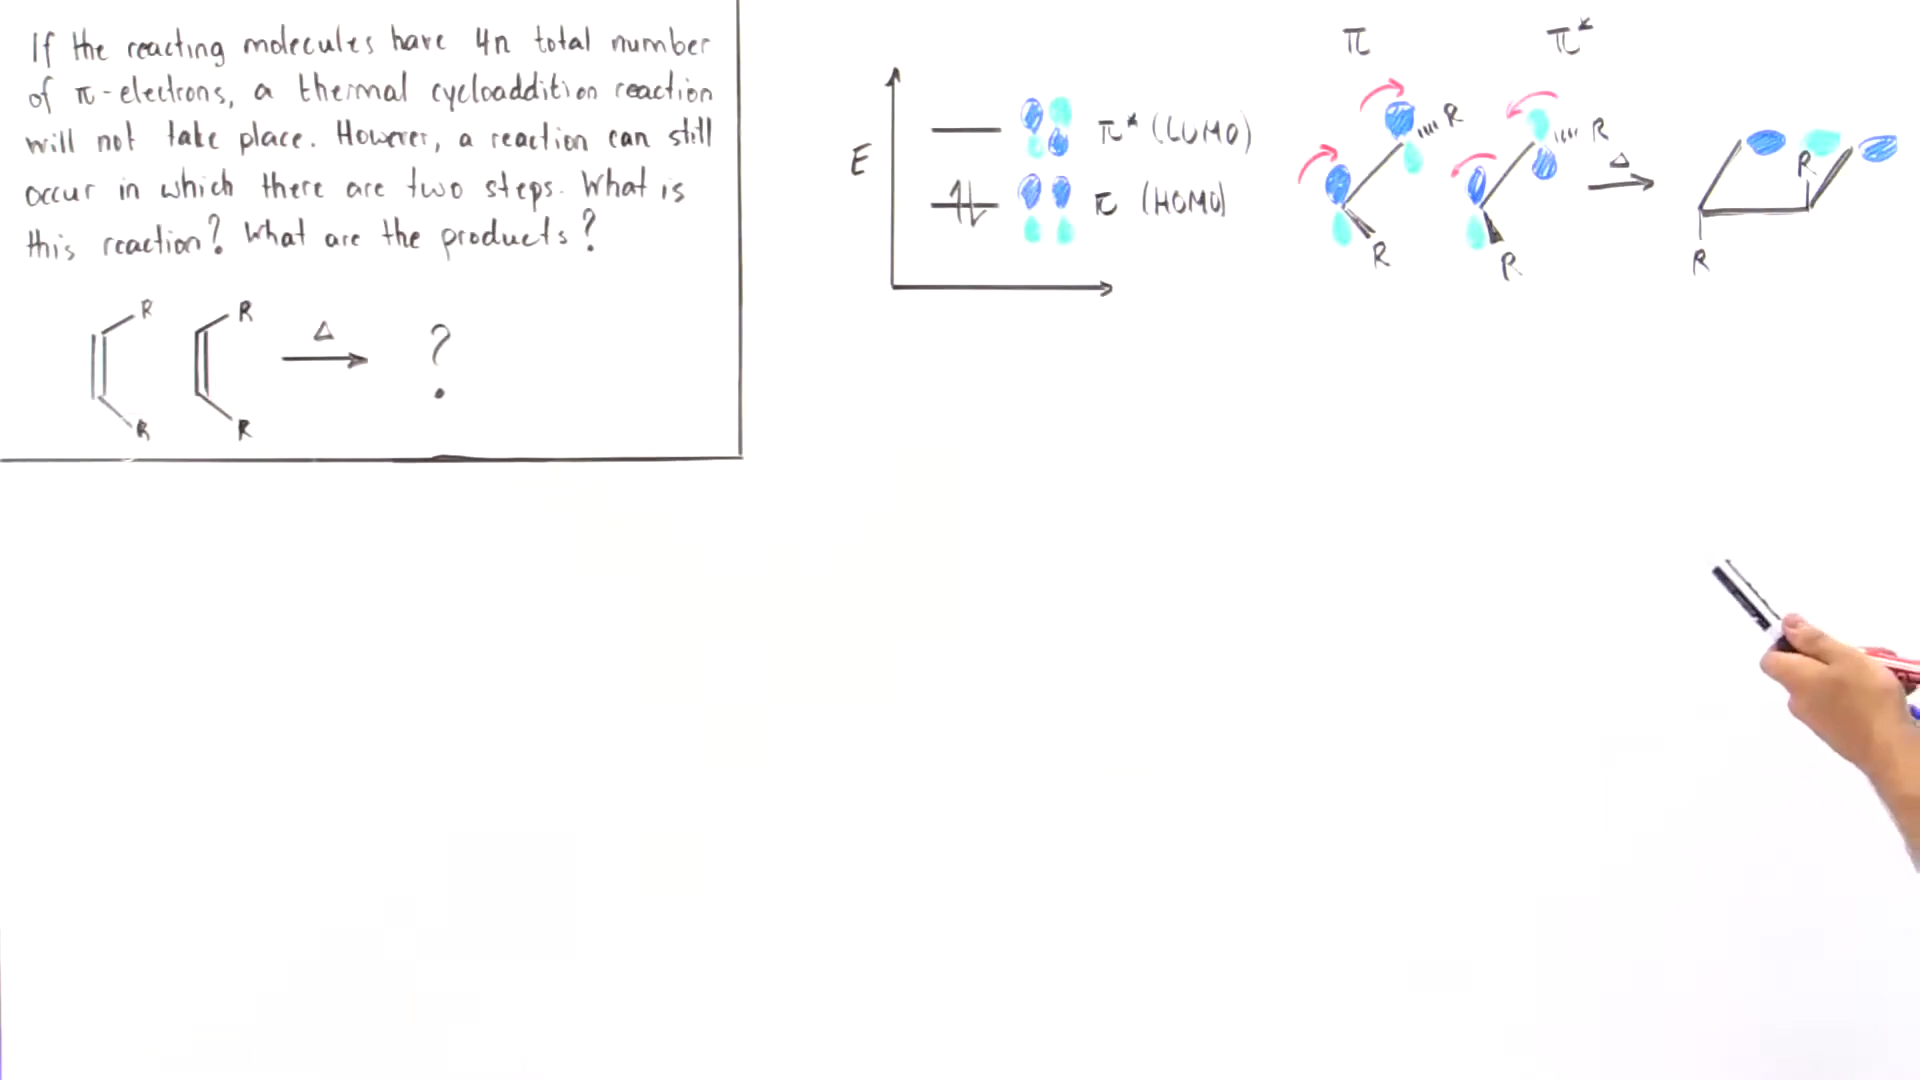 If the reacting molecules have 4n total number
of π-electrons, a thermal cycloaddition reaction
will not take place. However, a reaction can still
occur in which there are two steps. What is
this reaction? What are the products?
R R
Δ
?
R R
E
π* (LUMO)
π (HOMO)
π π*
R R
R R
Δ
R
R